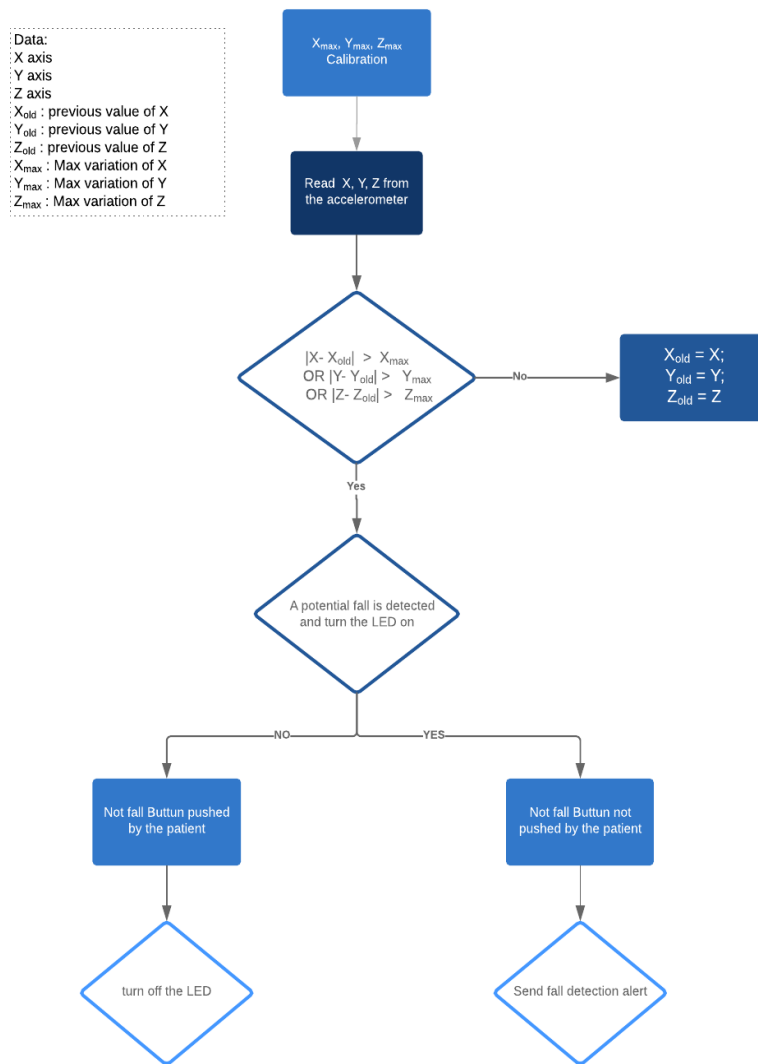 Data:
X axis
Y axis
Z axis
Xold : previous value of X
Yold : previous value of Y
Zold : previous value of Z
Xmax : Max variation of X
Ymax : Max variation of Y
Zmax : Max variation of Z
Xmax, Ymax, Zmax
Calibration
Read X, Y, Z from
the accelerometer
|X- Xold| > Xmax
OR |Y- Yold| > Ymax
OR |Z- Zold| > Zmax
No
Xold = X;
Yold = Y;
Zold = Z
Yes
A potential fall is detected
and turn the LED on
NO
YES
Not fall Buttun pushed
by the patient
Not fall Buttun not
pushed by the patient
turn off the LED
Send fall detection alert